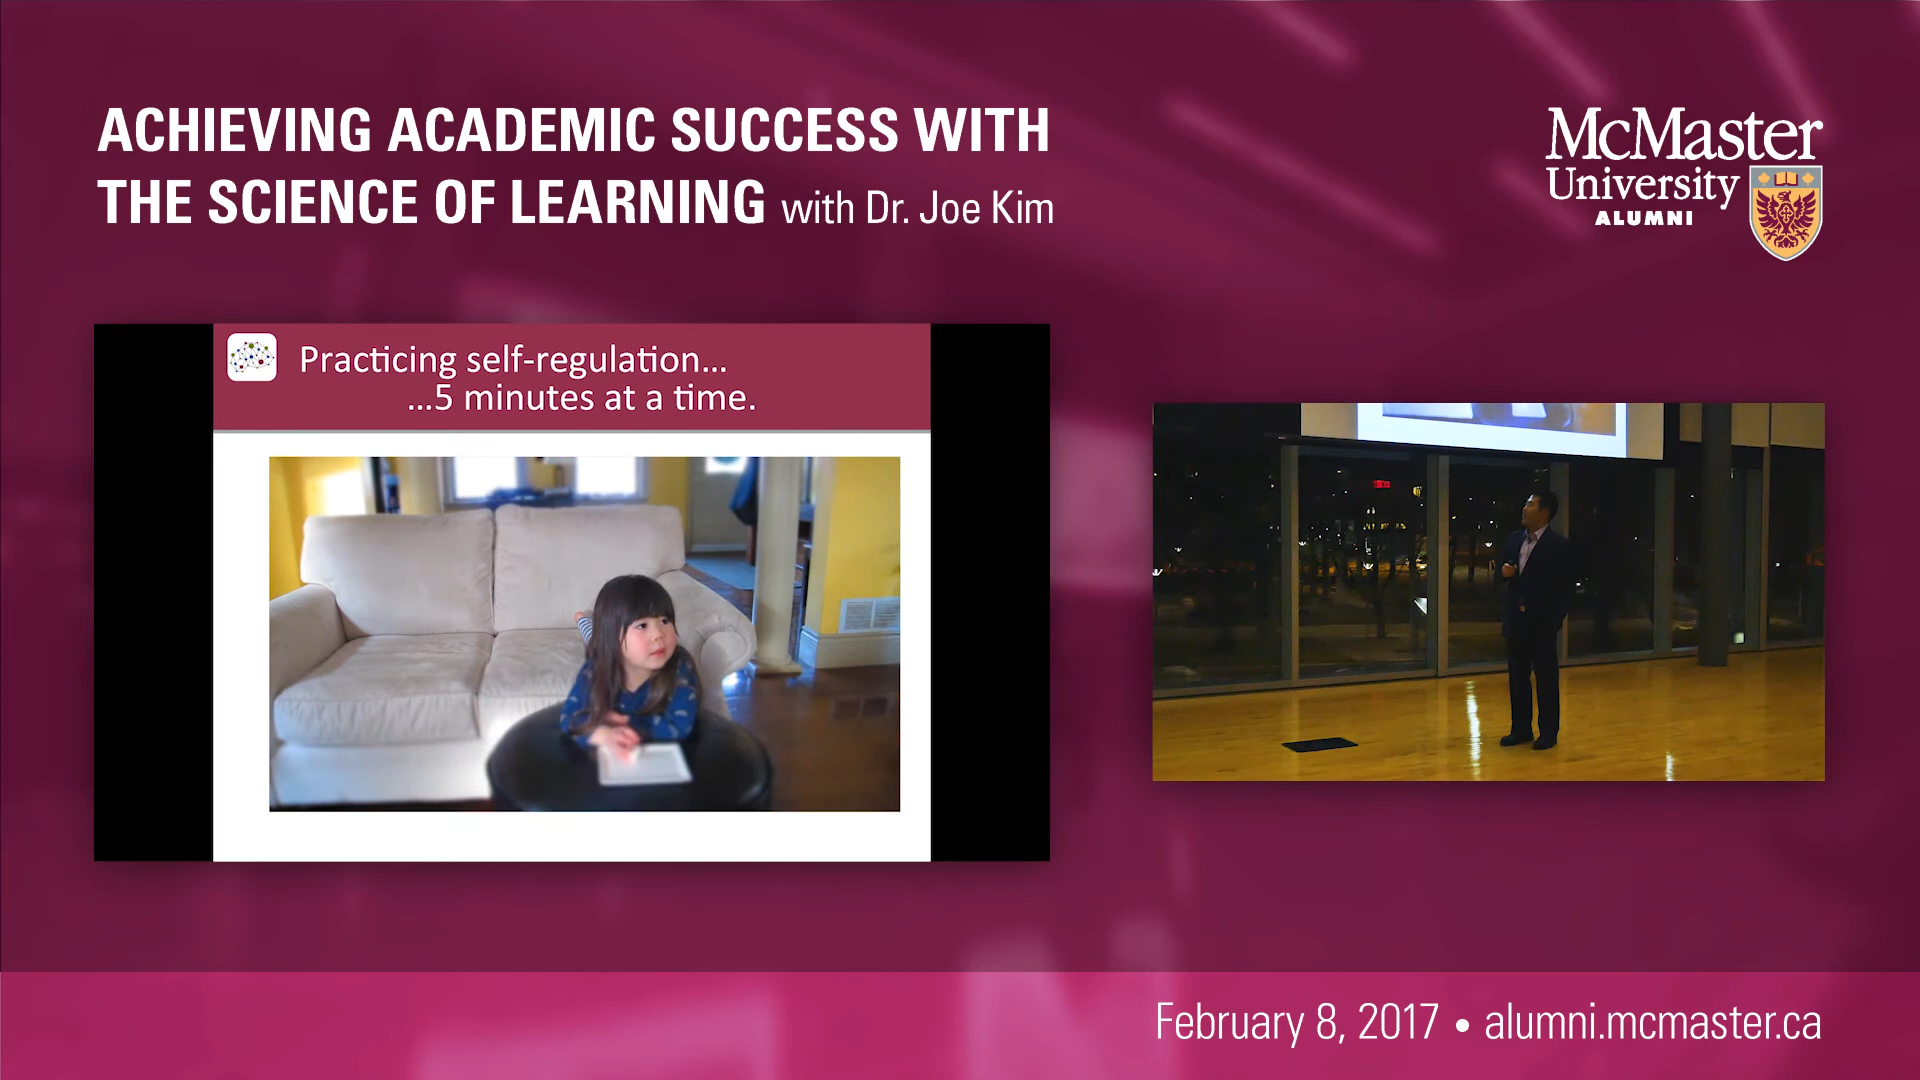 ACHIEVING ACADEMIC SUCCESS WITH
THE SCIENCE OF LEARNING with Dr. Joe Kim
McMaster
University
ALUMNI
Practicing self-regulation...
...5 minutes at a time.
February 8, 2017 • alumni.mcmaster.ca